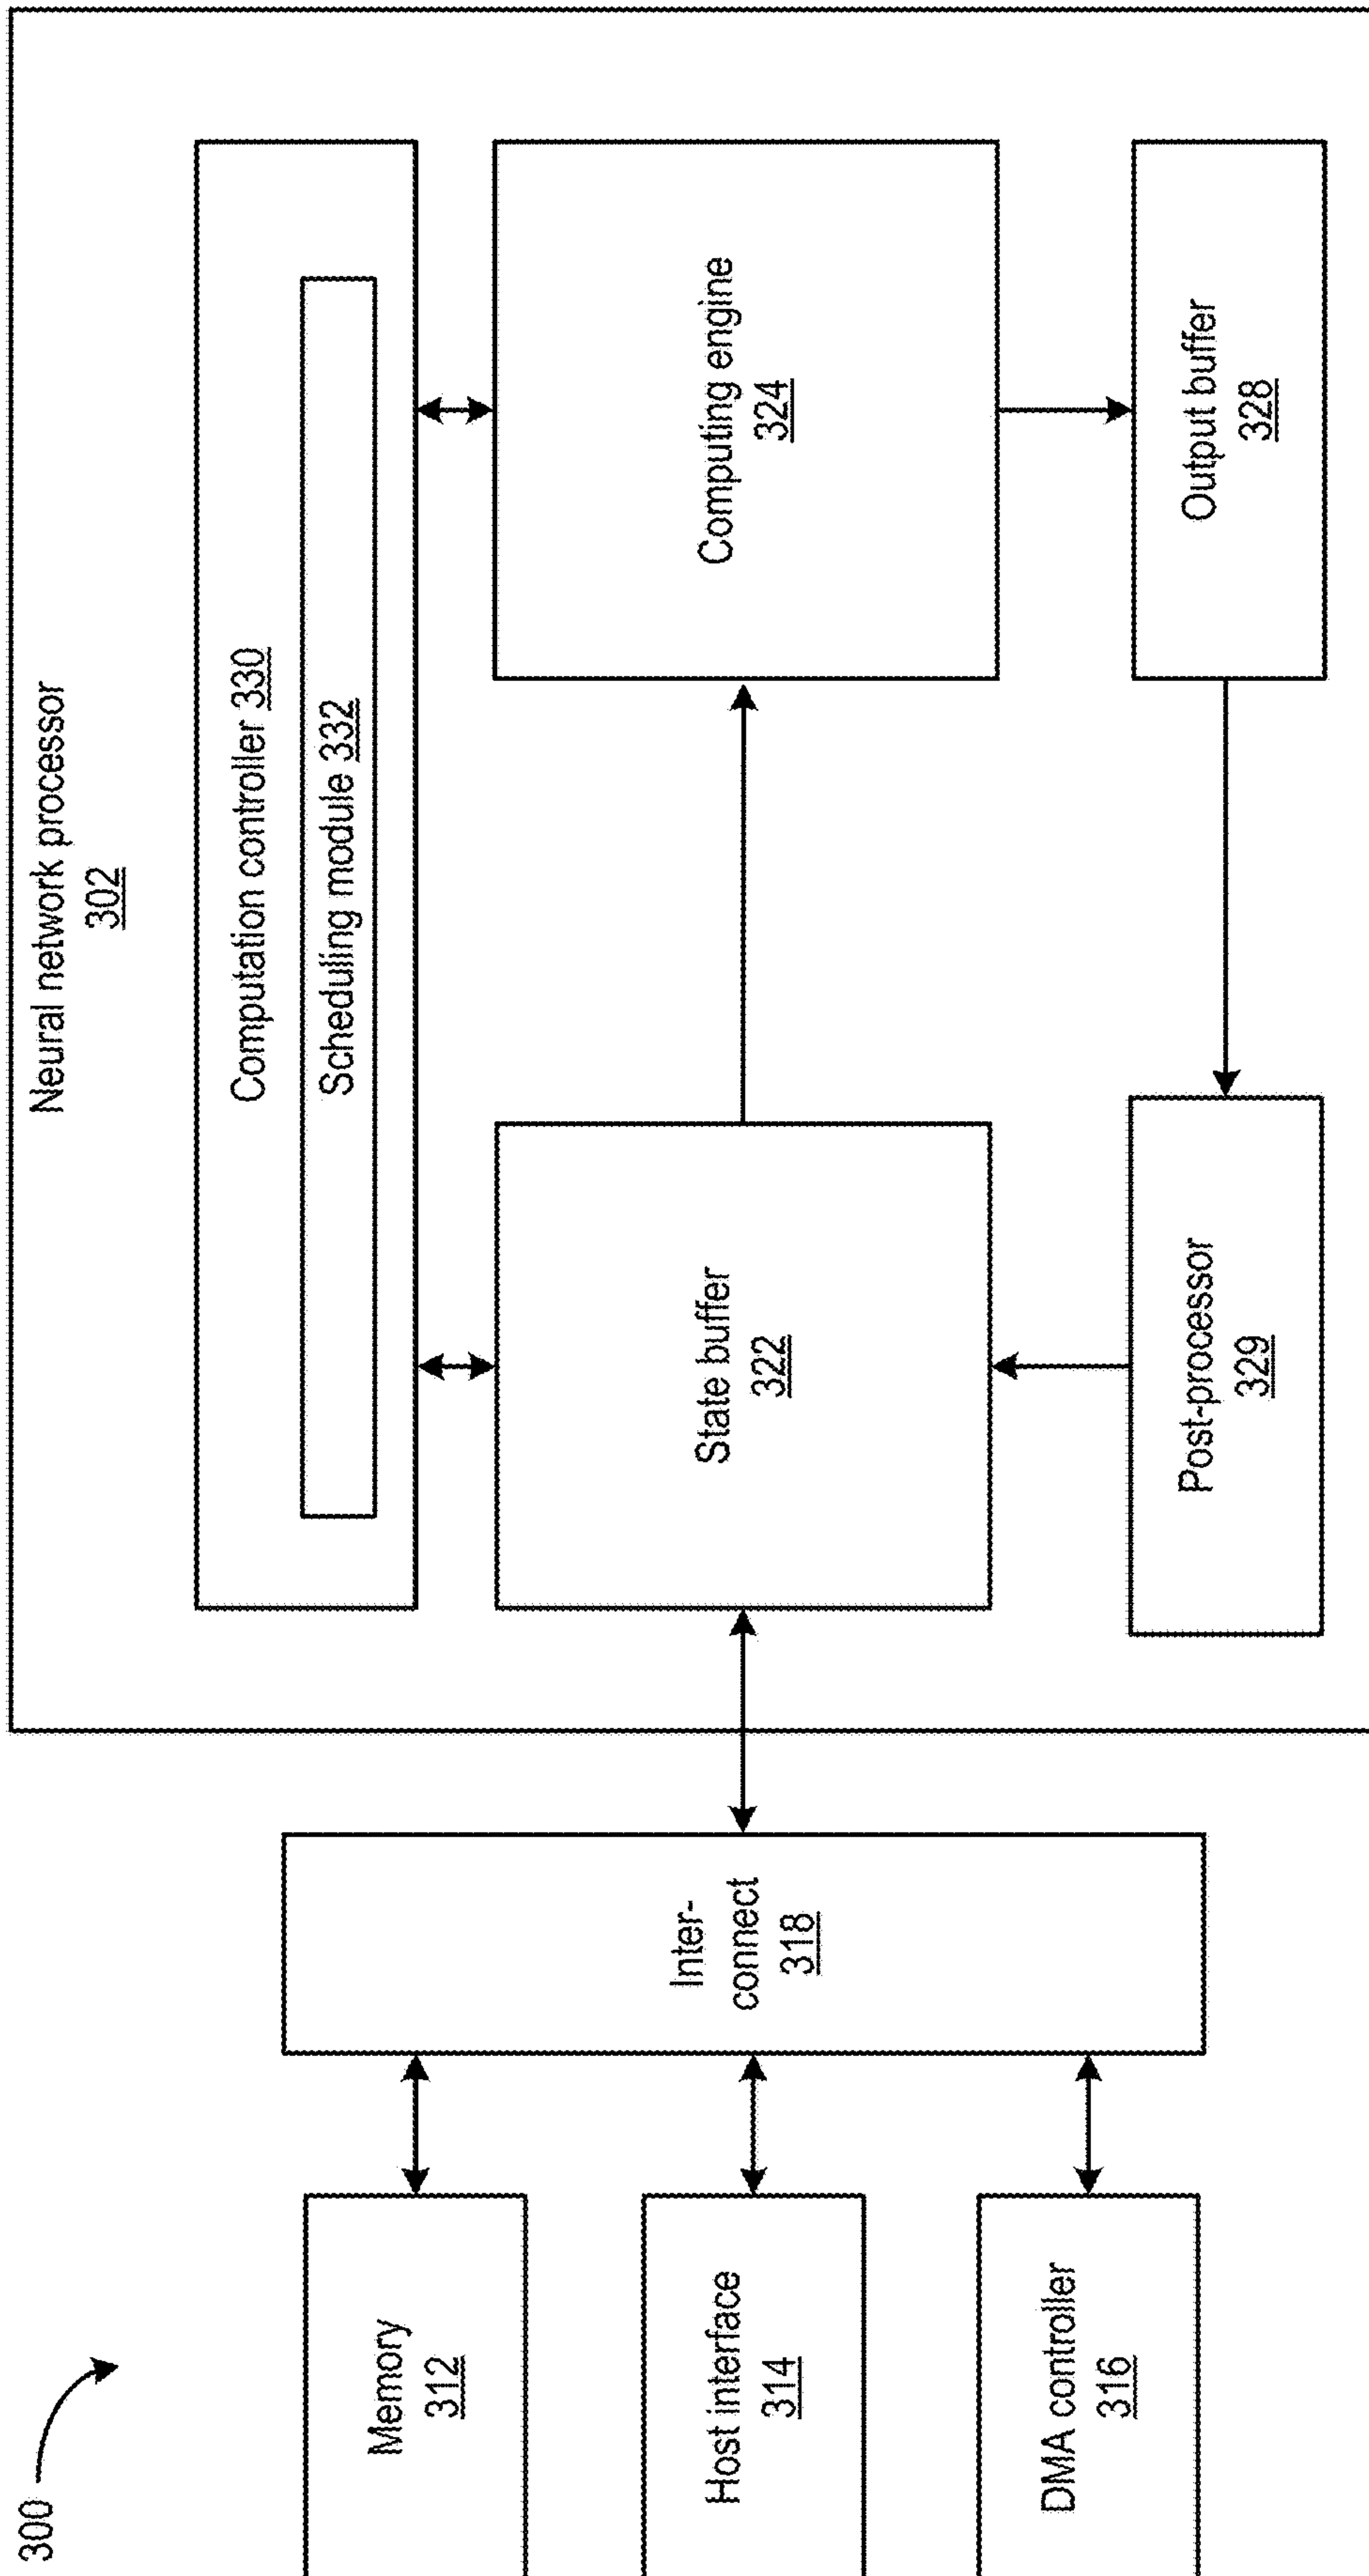 300
Neural network processor
302
Memory
312
Host interface
314
DMA controller
316
Inter-
connect
318
Computation controller 330
Scheduling module 332
State buffer
322
Computing engine
324
Post-processor
329
Output buffer
328